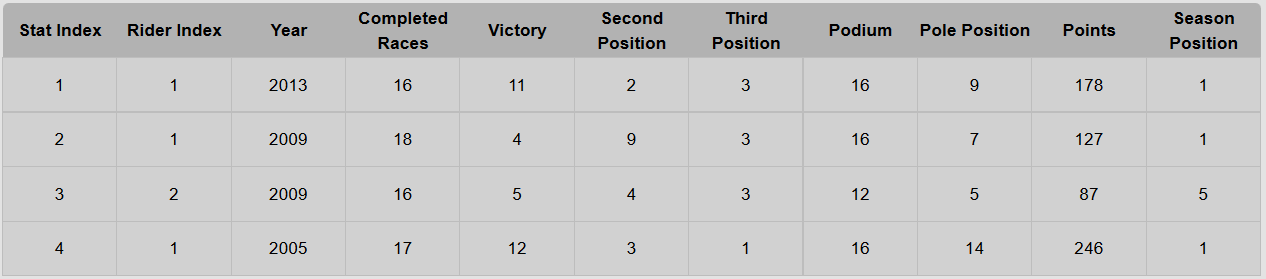 Stat Index Rider Index Year Completed Races Victory Second Position Third Position Podium Pole Position Points Season Position
1 1 2013 16 11 2 3 16 9 178 1
2 1 2009 18 4 9 3 16 7 127 1
3 2 2009 16 5 4 3 12 5 87 5
4 1 2005 17 12 3 1 16 14 246 1